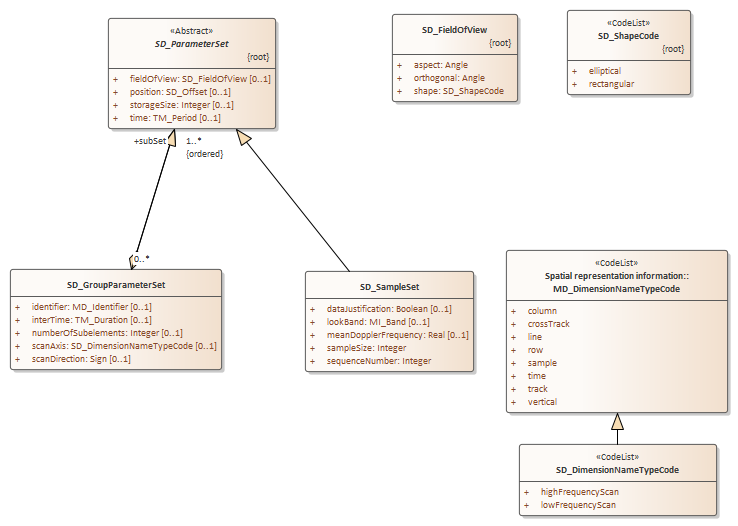 «Abstract»
SD_ParameterSet
{root}
+ fieldOfView: SD_FieldOfView [0..1]
+ position: SD_Offset [0..1]
+ storageSize: Integer [0..1]
+ time: TM_Period [0..1]
SD_FieldOfView
{root}
+ aspect: Angle
+ orthogonal: Angle
+ shape: SD_ShapeCode
«CodeList»
SD_ShapeCode
{root}
+ elliptical
+ rectangular
+subSet
1..*
{ordered}
0..*
SD_GroupParameterSet
+ identifier: MD_Identifier [0..1]
+ interTime: TM_Duration [0..1]
+ numberOfSubelements: Integer [0..1]
+ scanAxis: SD_DimensionNameTypeCode [0..1]
+ scanDirection: Sign [0..1]
SD_SampleSet
+ dataJustification: Boolean [0..1]
+ lookBand: MI_Band [0..1]
+ meanDopplerFrequency: Real [0..1]
+ sampleSize: Integer
+ sequenceNumber: Integer
«CodeList»
Spatial representation information::
MD_DimensionNameTypeCode
+ column
+ crossTrack
+ line
+ row
+ sample
+ time
+ track
+ vertical
«CodeList»
SD_DimensionNameTypeCode
+ highFrequencyScan
+ lowFrequencyScan